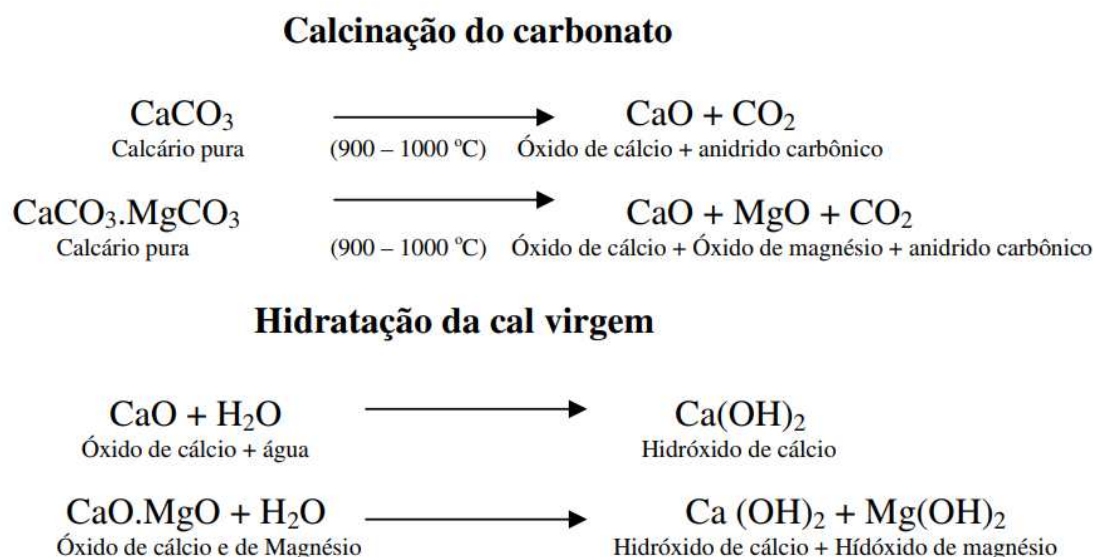 Calcinação do carbonato
CaCO₃ CaO + CO₂
Calcário pura (900 – 1000 ºC) Óxido de cálcio + anidrido carbônico
CaCO₃.MgCO₃ CaO + MgO + CO₂
Calcário pura (900 – 1000 ºC) Óxido de cálcio + Óxido de magnésio + anidrido carbônico
Hidratação da cal virgem
CaO + H₂O Ca(OH)₂
Óxido de cálcio + água Hidróxido de cálcio
CaO.MgO + H₂O Ca (OH)₂ + Mg(OH)₂
Óxido de cálcio e de Magnésio Hidróxido de cálcio + Hídóxido de magnésio